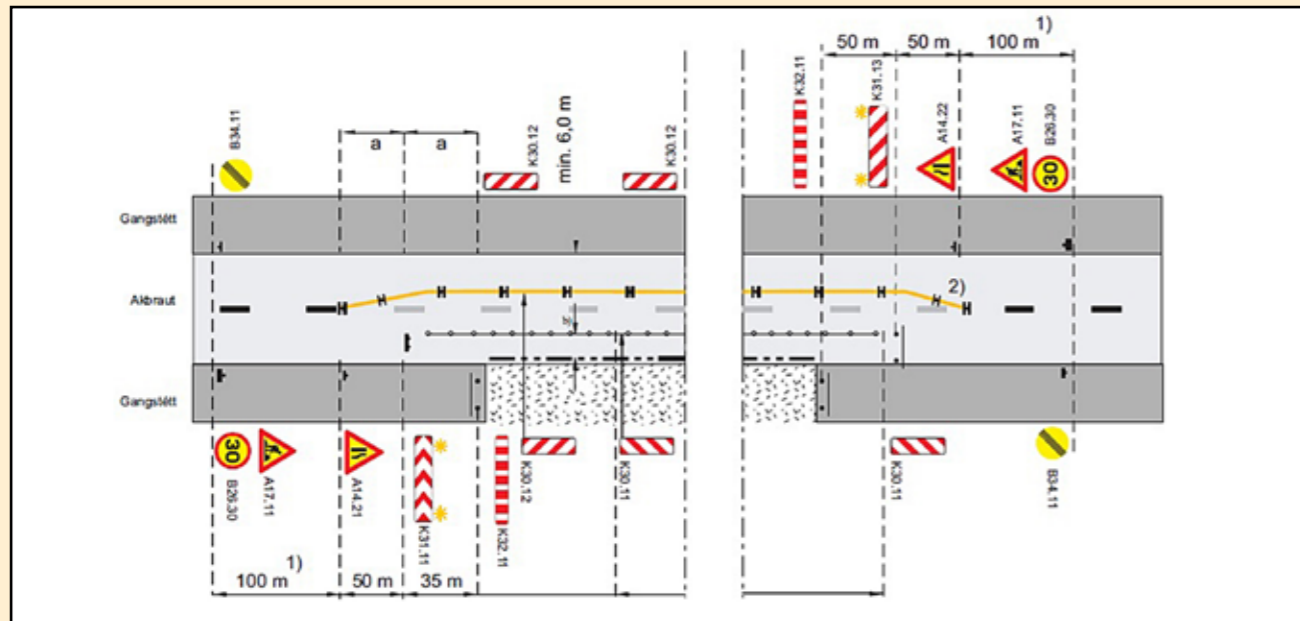 1)
50 m 50 m 100 m
B34.11
a a
K30.12
min. 6,0 m
K30.12
K32.11
K31.13
A14.22
A17.11
B26.30
30
Gangstétt
Akbraut
2)
Gangstétt
30
B26.30
A17.11
A14.21
K31.11
K32.11
K30.12
K30.11
K30.11
B34.11
1)
100 m 50 m 35 m